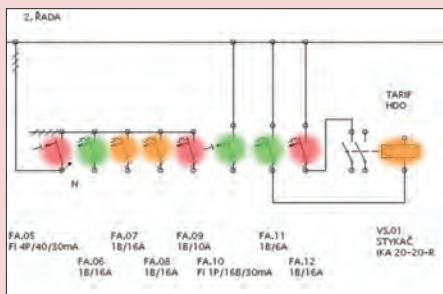 2. ŘADA
TARIF
HDO
N
FA.05
FI 4P/40/30mA
FA.06
1B/16A
FA.07
1B/16A
FA.08
1B/16A
FA.09
1B/10A
FA.10
FI 1P/16B/30mA
FA.11
1B/6A
FA.12
1B/16A
VS.01
STYKAČ
IKA 20-20-R